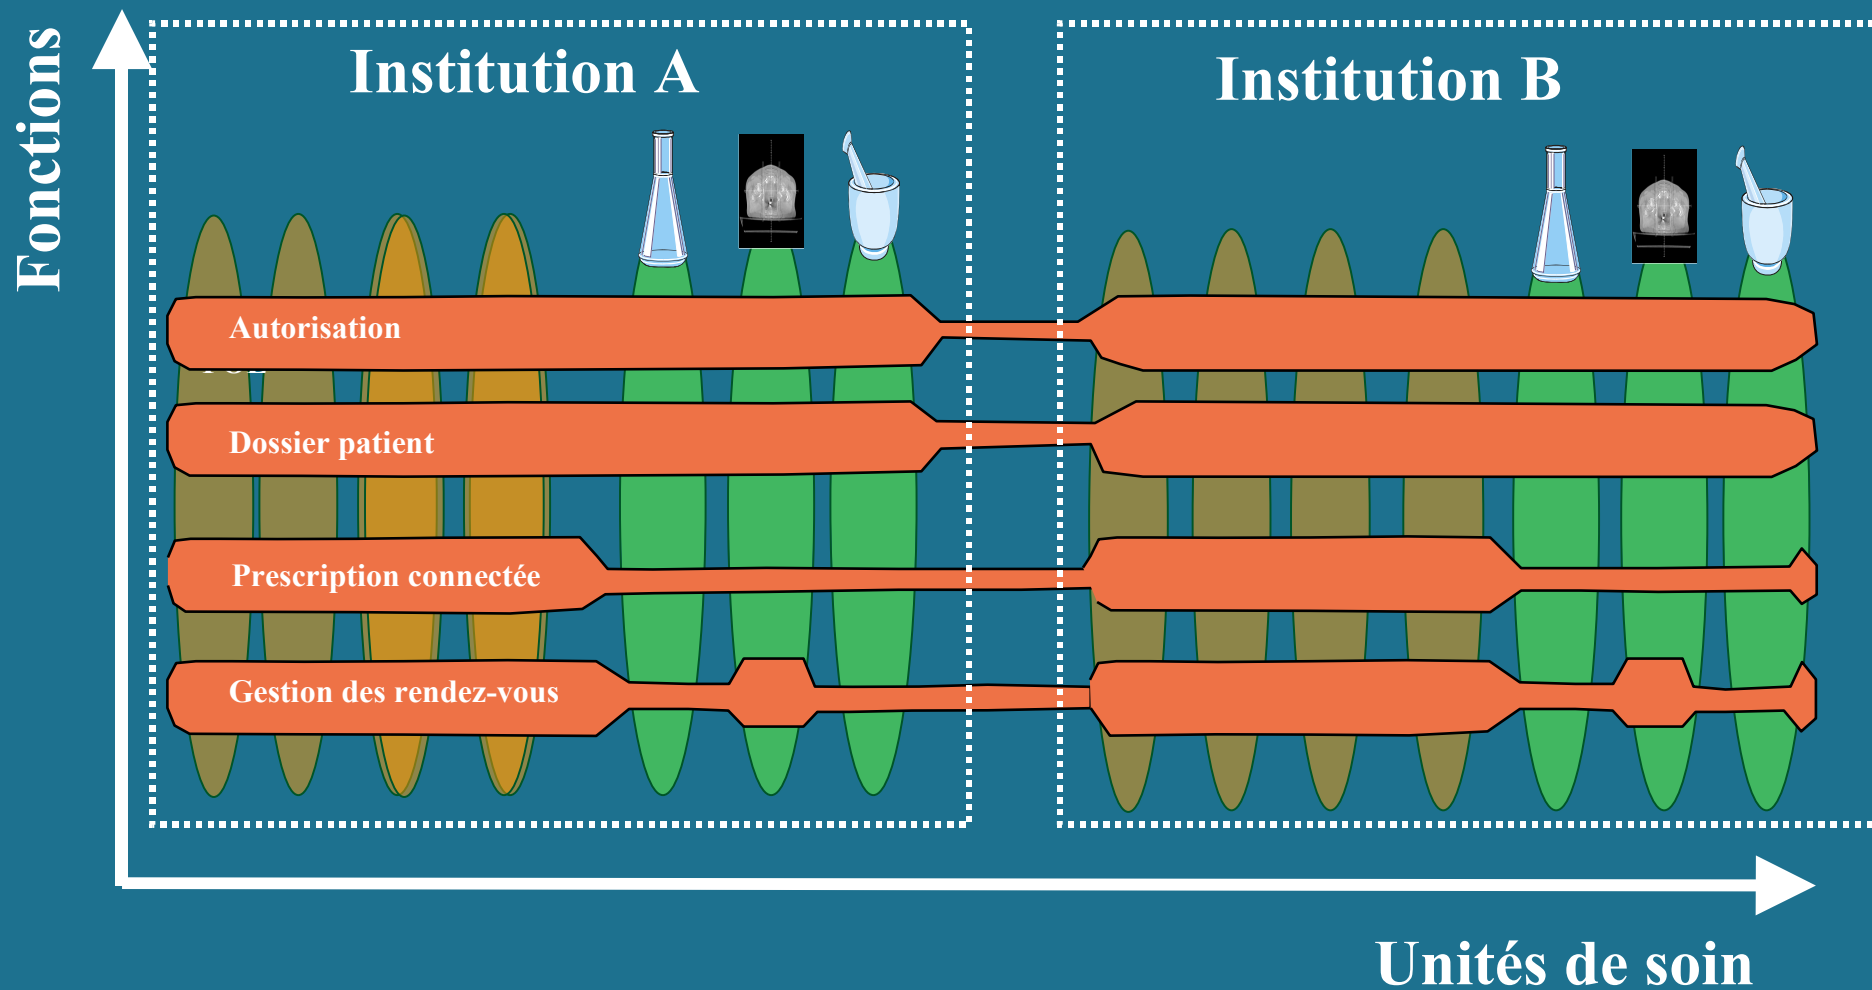 Fonctions
Institution A
Institution B
Autorisation
Dossier patient
Prescription connectée
Gestion des rendez-vous
Unités de soin